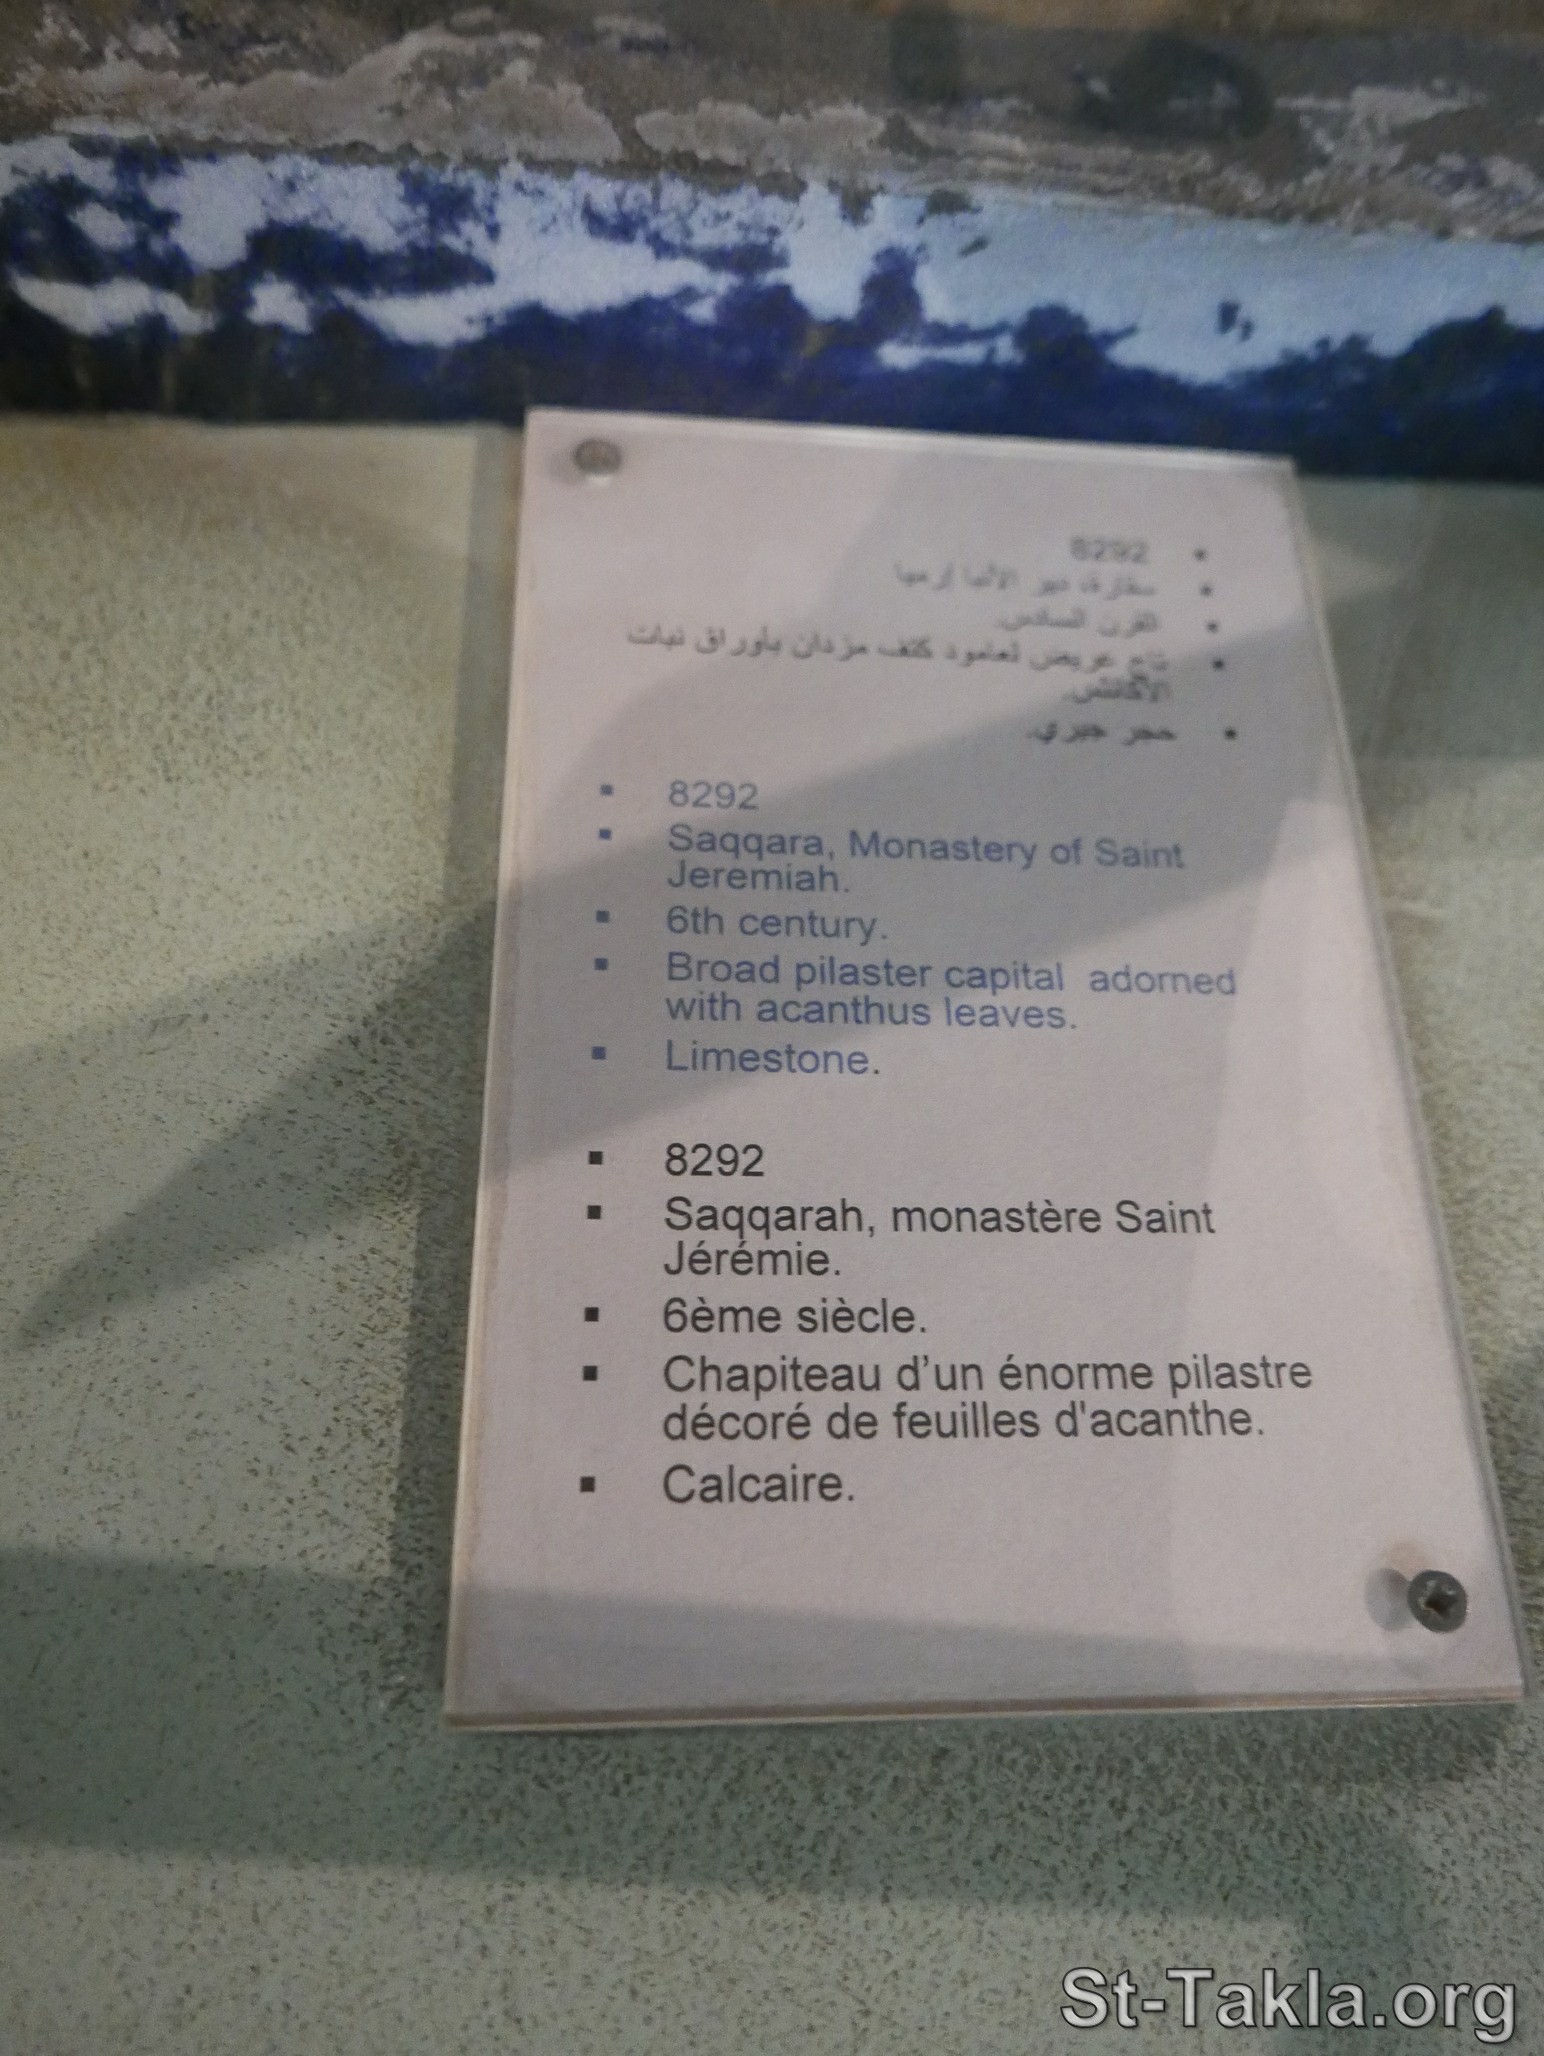 • 8292
• سقارة، دير الأنبا إرميا
• القرن السادس.
• تاج عريض لعامود كتف مزدان بأوراق نبات
الأكانتس.
• حجر جيري.
▪ 8292
▪ Saqqara, Monastery of Saint
Jeremiah.
▪ 6th century.
▪ Broad pilaster capital adorned
with acanthus leaves.
▪ Limestone.
▪ 8292
▪ Saqqarah, monastère Saint
Jérémie.
▪ 6ème siècle.
▪ Chapiteau d’un énorme pilastre
décoré de feuilles d'acanthe.
▪ Calcaire.
St-Takla.org